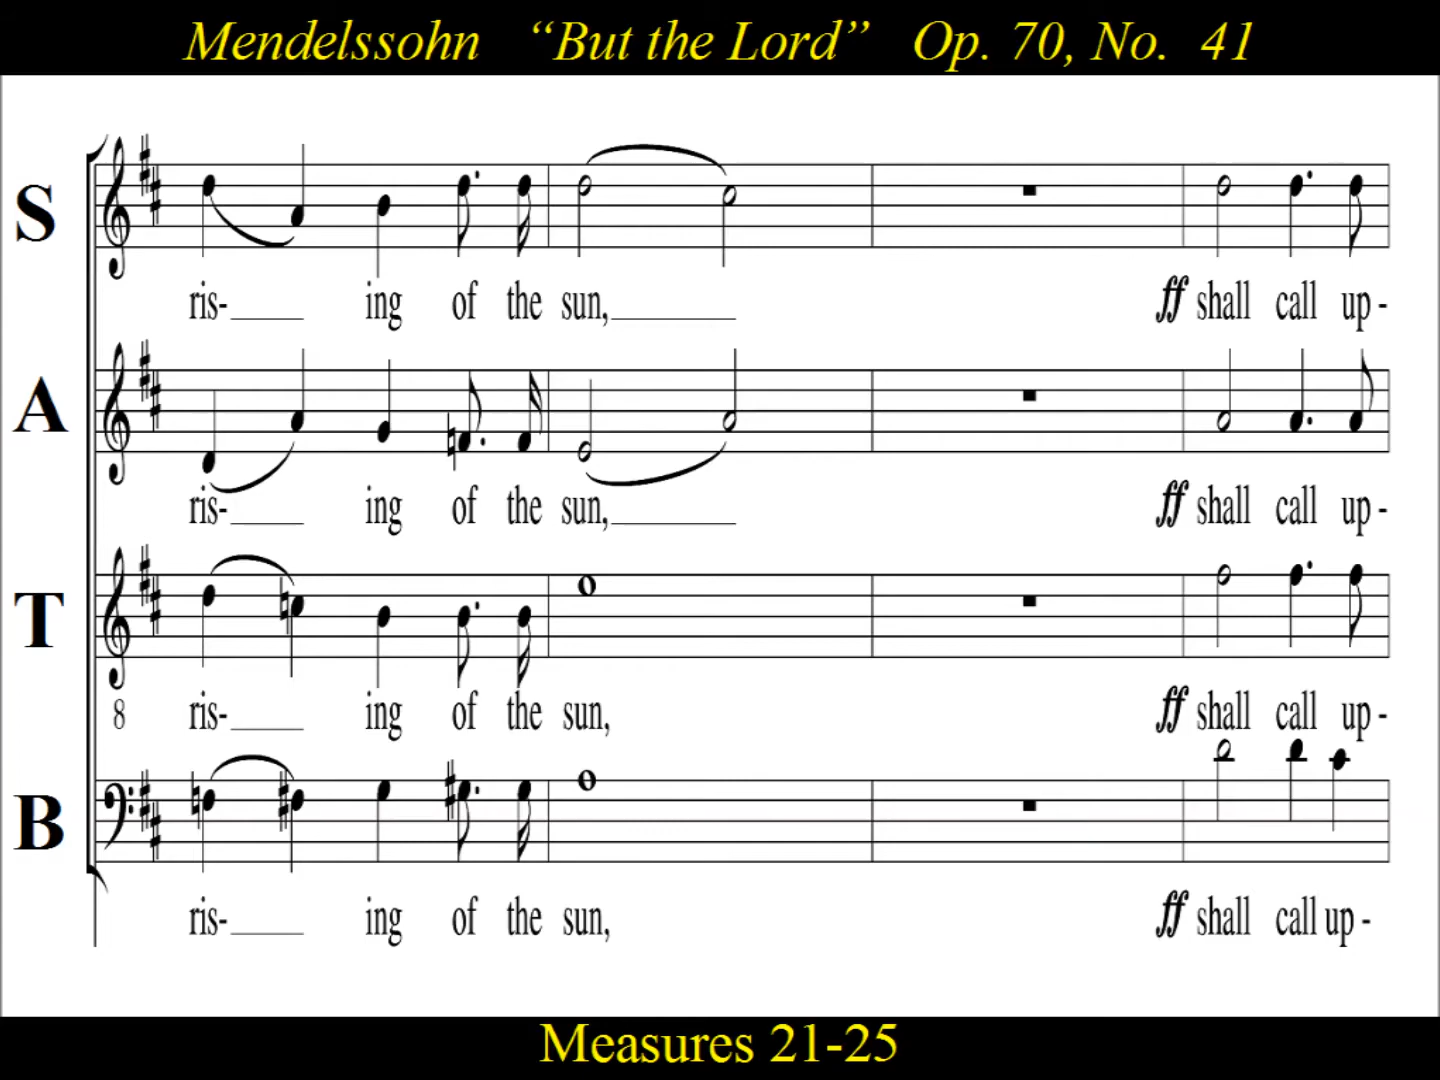 Mendelssohn “But the Lord” Op. 70, No. 41
S
ris- ing of the sun, ff shall call up -
A
ris- ing of the sun, ff shall call up -
T
8 ris- ing of the sun, ff shall call up -
B
ris- ing of the sun, ff shall call up -
Measures 21-25